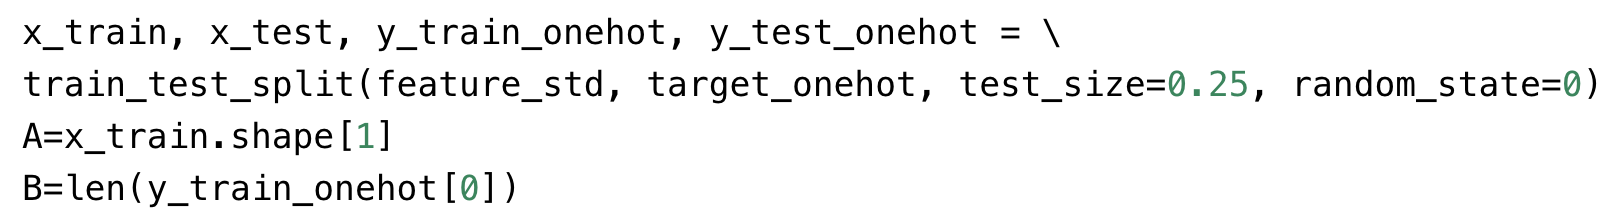 x_train, x_test, y_train_onehot, y_test_onehot = \
train_test_split(feature_std, target_onehot, test_size=0.25, random_state=0)
A=x_train.shape[1]
B=len(y_train_onehot[0])